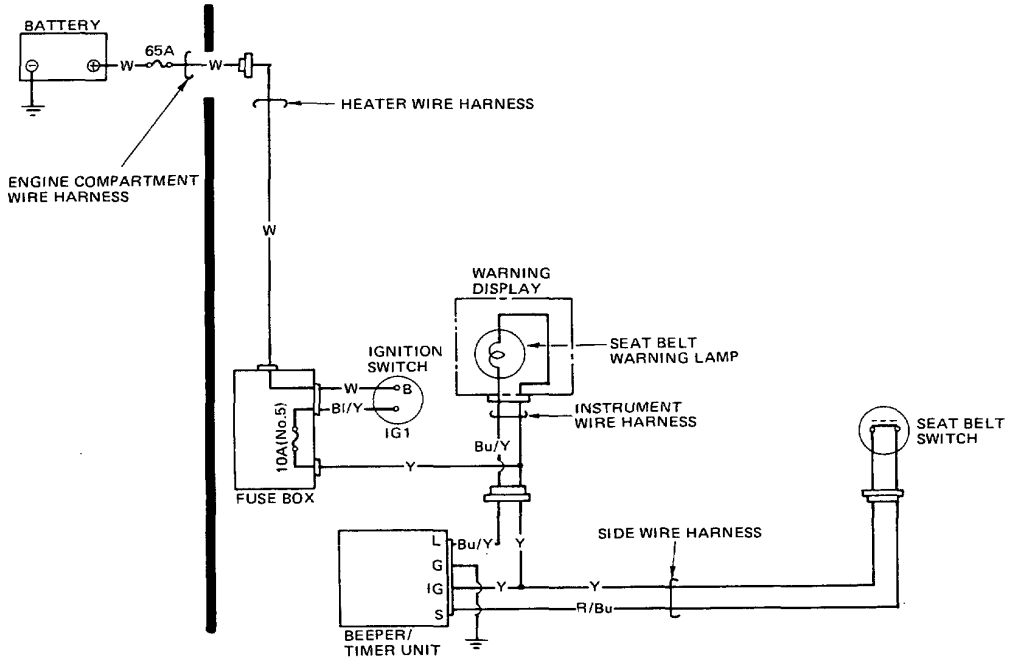 BATTERY
65A
⊖
⊕
W
W
HEATER WIRE HARNESS
ENGINE COMPARTMENT
WIRE HARNESS
W
WARNING
DISPLAY
SEAT BELT
WARNING LAMP
IGNITION
SWITCH
W
B
Bl/Y
IG1
10A(No.5)
INSTRUMENT
WIRE HARNESS
SEAT BELT
SWITCH
Bu/Y
Y
FUSE BOX
SIDE WIRE HARNESS
L
Bu/Y
Y
G
IG
Y
Y
S
R/Bu
BEEPER/
TIMER UNIT